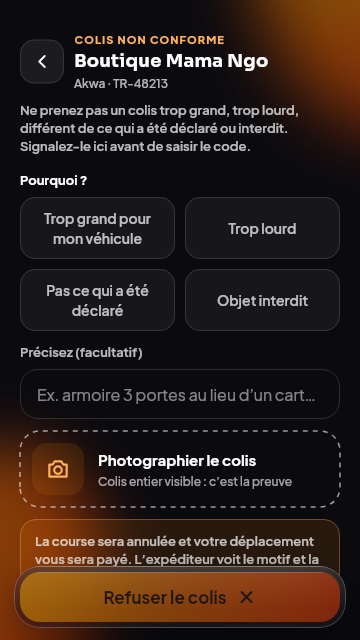 COLIS NON CONFORME
Boutique Mama Ngo
Akwa · TR-48213
Ne prenez pas un colis trop grand, trop lourd,
différent de ce qui a été déclaré ou interdit.
Signalez-le ici avant de saisir le code.
Pourquoi ?
Trop grand pour
mon véhicule
Trop lourd
Pas ce qui a été
déclaré
Objet interdit
Précisez (facultatif)
Ex. armoire 3 portes au lieu d’un cart…
Photographier le colis
Colis entier visible : c’est la preuve
La course sera annulée et votre déplacement
vous sera payé. L’expéditeur voit le motif et la
Refuser le colis